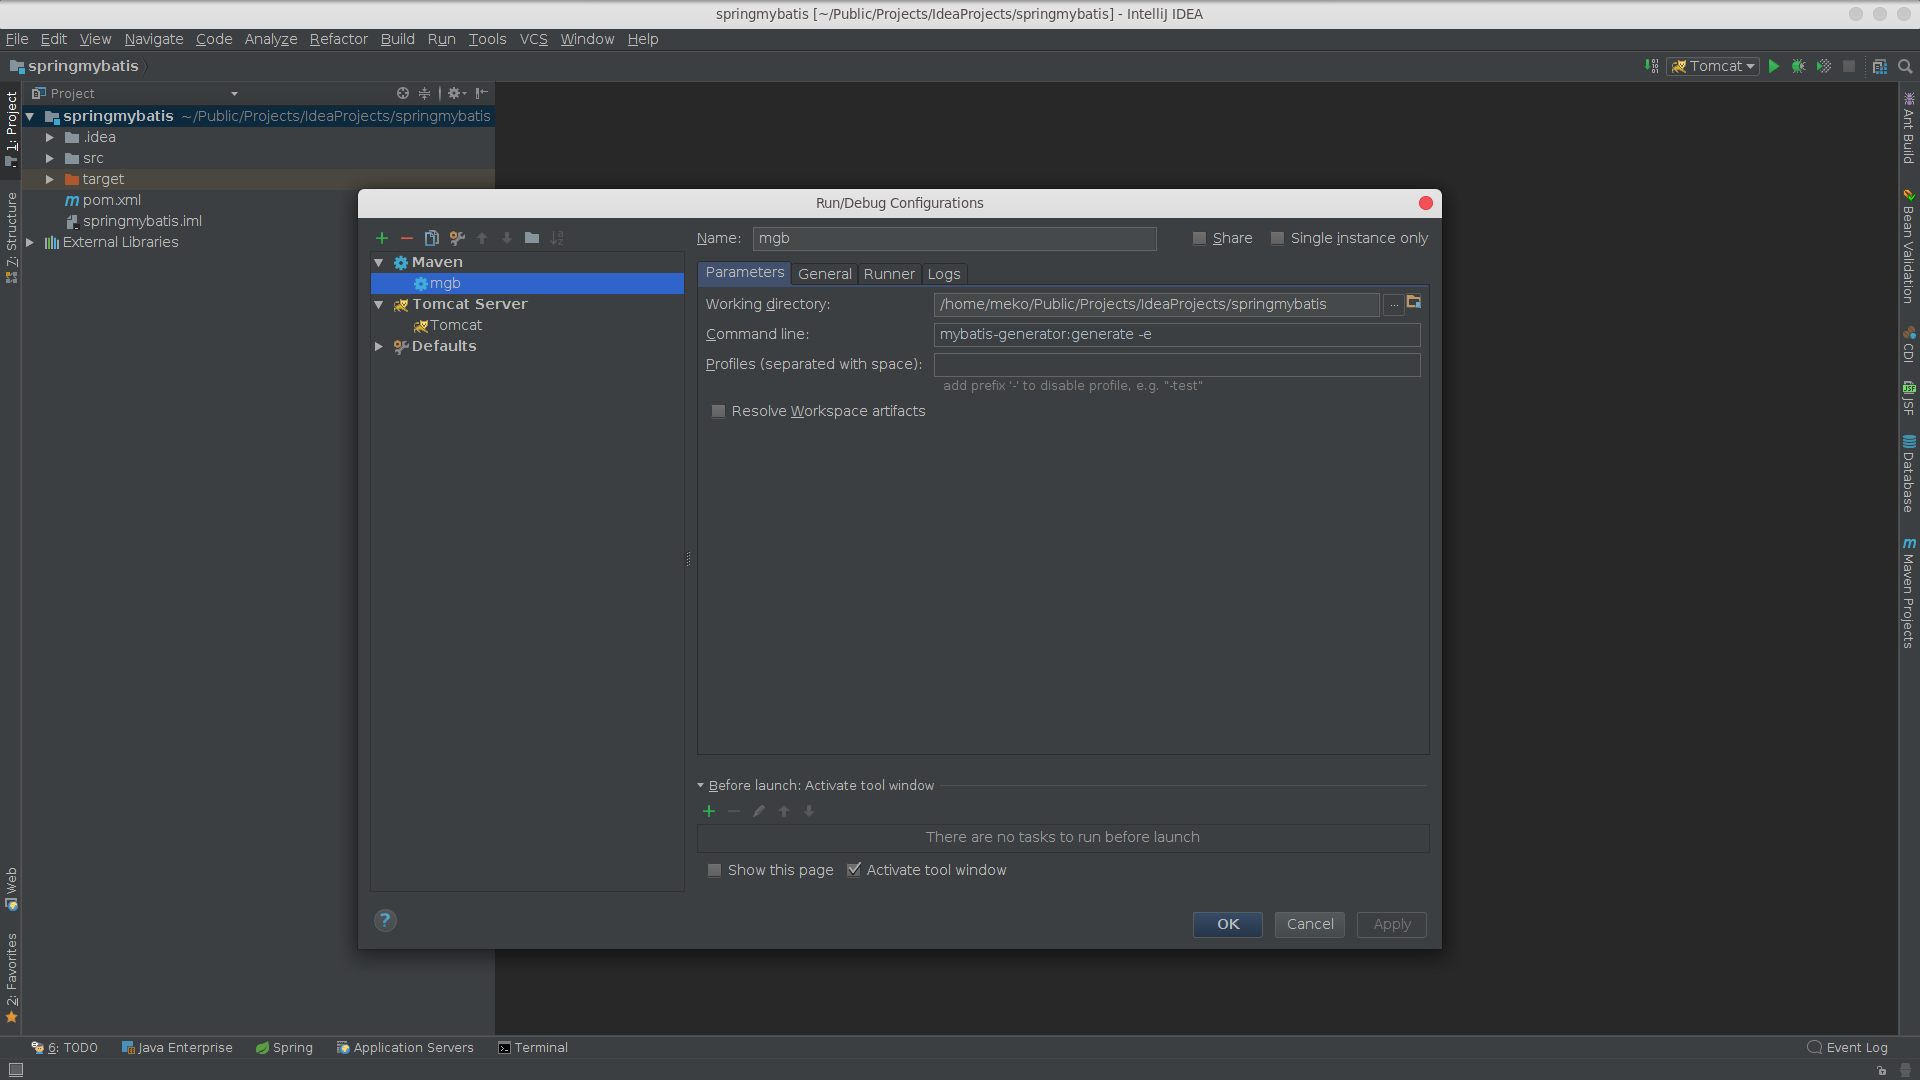 springmybatis [~/Public/Projects/IdeaProjects/springmybatis] - IntelliJ IDEA
File Edit View Navigate Code Analyze Refactor Build Run Tools VCS Window Help
springmybatis
Tomcat
1: Project
Z: Structure
Web
2: Favorites
Project
springmybatis ~/Public/Projects/IdeaProjects/springmybatis
.idea
src
target
pom.xml
springmybatis.iml
External Libraries
Run/Debug Configurations
Maven
mgb
Tomcat Server
Tomcat
Defaults
Name: mgb Share Single instance only
Parameters General Runner Logs
Working directory: /home/meko/Public/Projects/IdeaProjects/springmybatis ...
Command line: mybatis-generator:generate -e
Profiles (separated with space):
add prefix '-' to disable profile, e.g. "-test"
Resolve Workspace artifacts
Before launch: Activate tool window
There are no tasks to run before launch
Show this page Activate tool window
? OK Cancel Apply
Ant Build
Bean Validation
CDI
JSF
Database
Maven Projects
6: TODO Java Enterprise Spring Application Servers Terminal Event Log